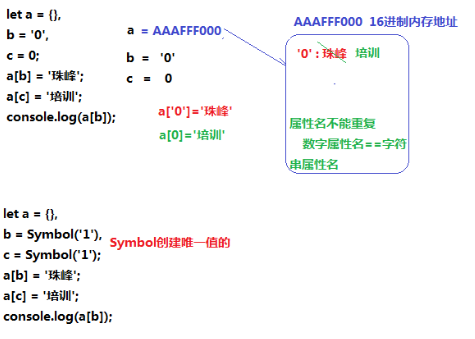 let a = {},
b = '0',
c = 0;
a[b] = '珠峰';
a[c] = '培训';
console.log(a[b]);
a = AAAFFF000
b = '0'
c = 0
a['0']='珠峰'
a[0]='培训'
AAAFFF000 16进制内存地址
'0' : 珠峰 培训
属性名不能重复
数字属性名==字符
串属性名
let a = {},
b = Symbol('1'),
c = Symbol('1');
a[b] = '珠峰';
a[c] = '培训';
console.log(a[b]);
Symbol创建唯一值的